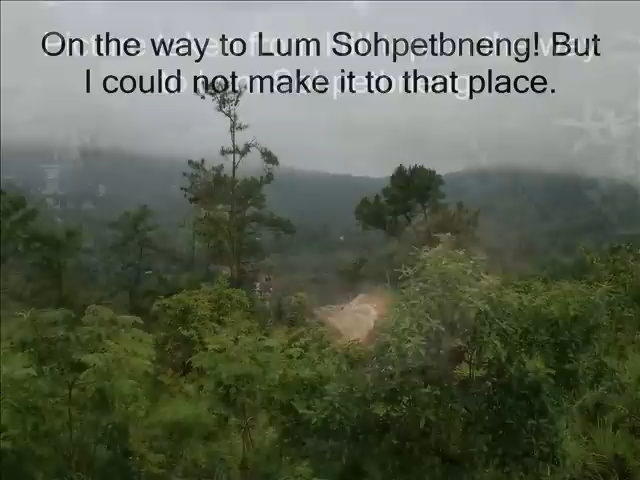 On the way to Lum Sohpetbneng! But
I could not make it to that place.